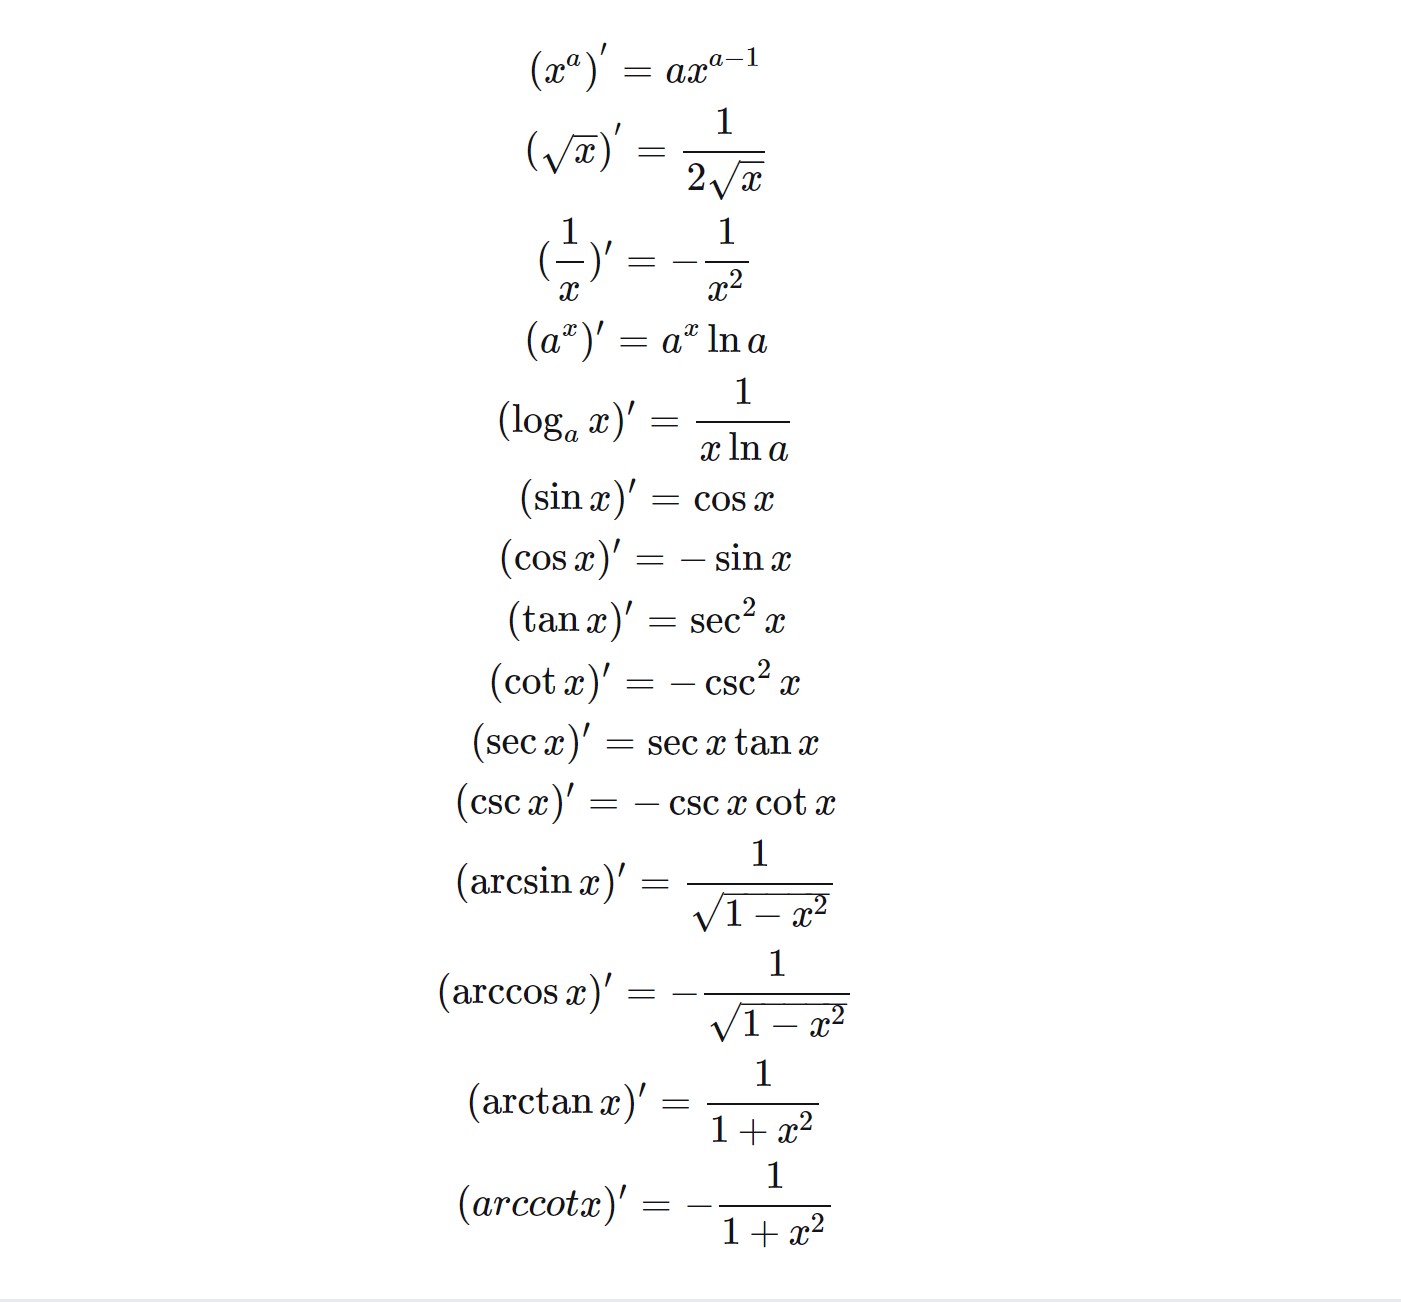 $(x^a)' = ax^{a-1}$
$(\sqrt{x})' = \frac{1}{2\sqrt{x}}$
$(\frac{1}{x})' = -\frac{1}{x^2}$
$(a^x)' = a^x \ln a$
$(\log_a x)' = \frac{1}{x \ln a}$
$(\sin x)' = \cos x$
$(\cos x)' = -\sin x$
$(\tan x)' = \sec^2 x$
$(\cot x)' = -\csc^2 x$
$(\sec x)' = \sec x \tan x$
$(\csc x)' = -\csc x \cot x$
$(\arcsin x)' = \frac{1}{\sqrt{1-x^2}}$
$(\arccos x)' = -\frac{1}{\sqrt{1-x^2}}$
$(\arctan x)' = \frac{1}{1+x^2}$
$(arccotx)' = -\frac{1}{1+x^2}$